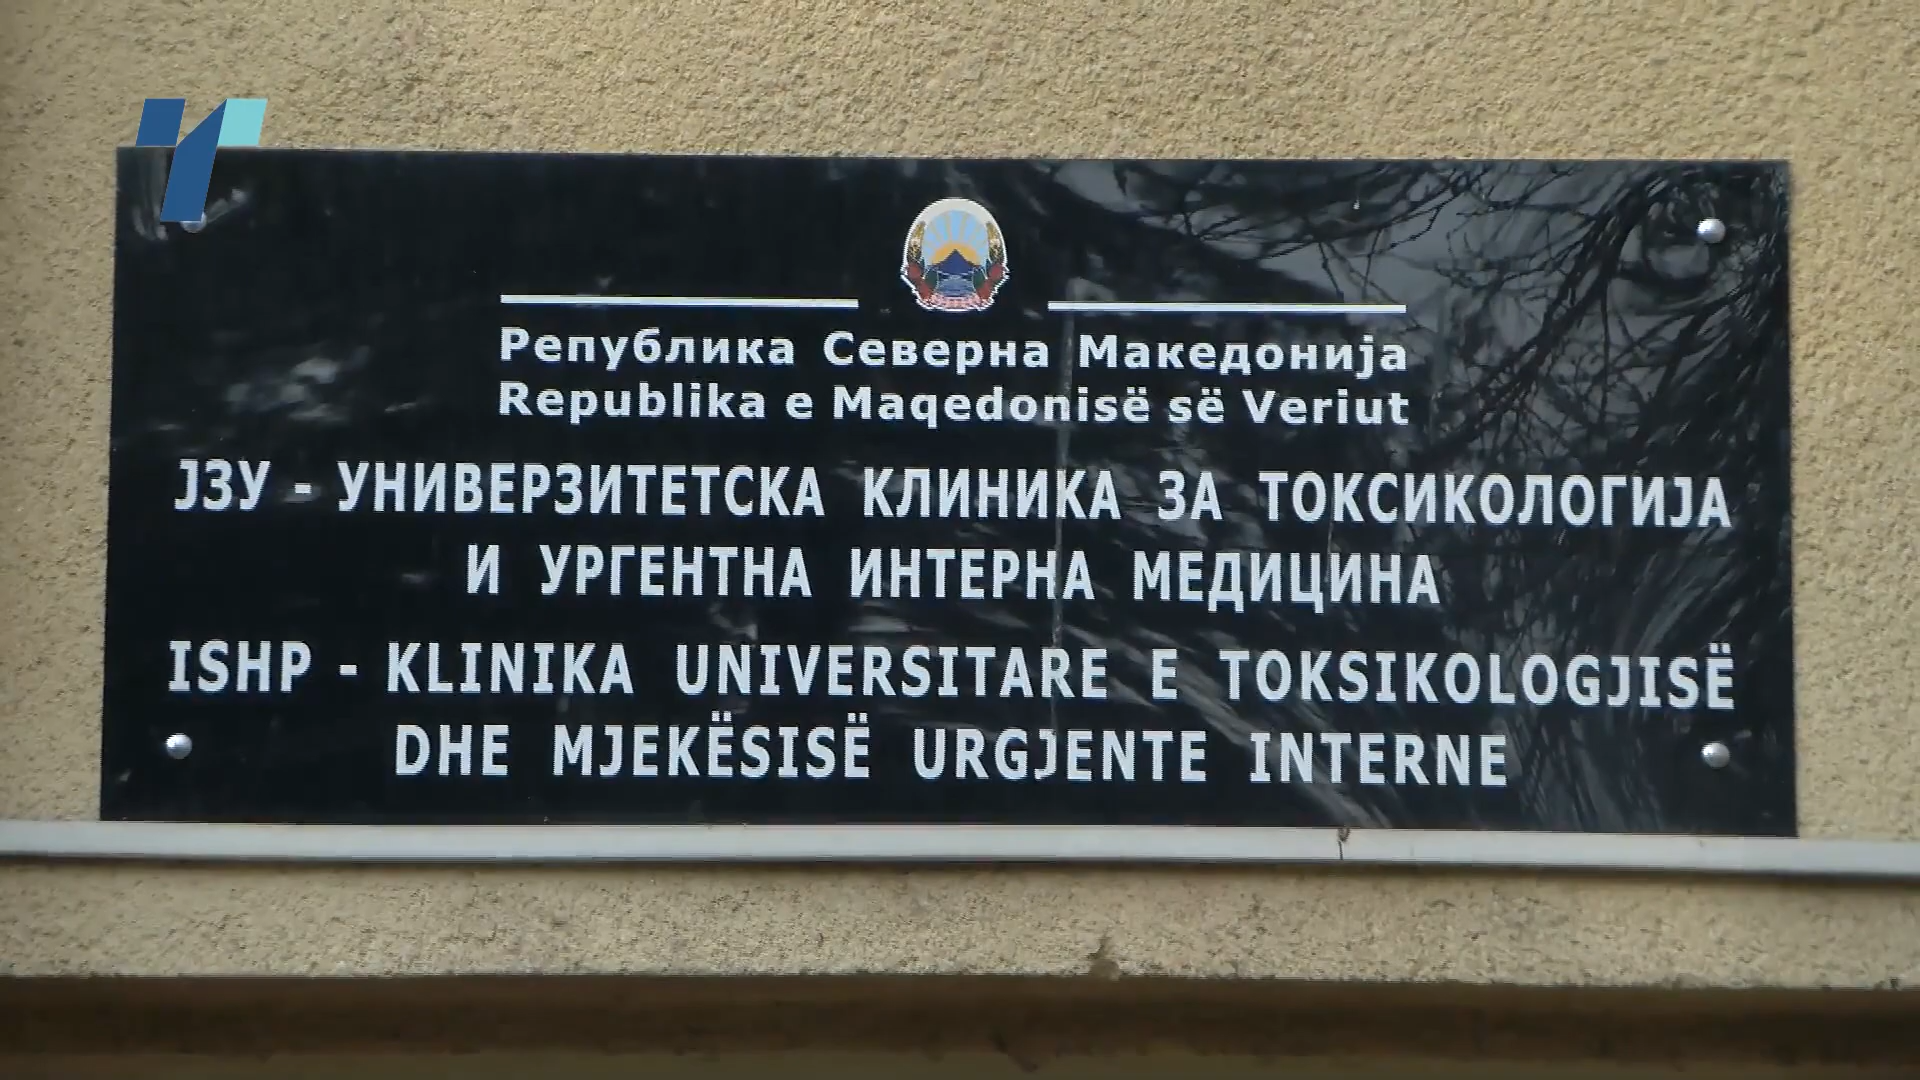 Република Северна Македонија
Republika e Maqedonisë së Veriut
ЈЗУ - УНИВЕРЗИТЕТСКА КЛИНИКА ЗА ТОКСИКОЛОГИЈА
И УРГЕНТНА ИНТЕРНА МЕДИЦИНА
ISHP - KLINIKA UNIVERSITARE E TOKSIKOLOGJISË
DHE MJEKËSISË URGJENTE INTERNE